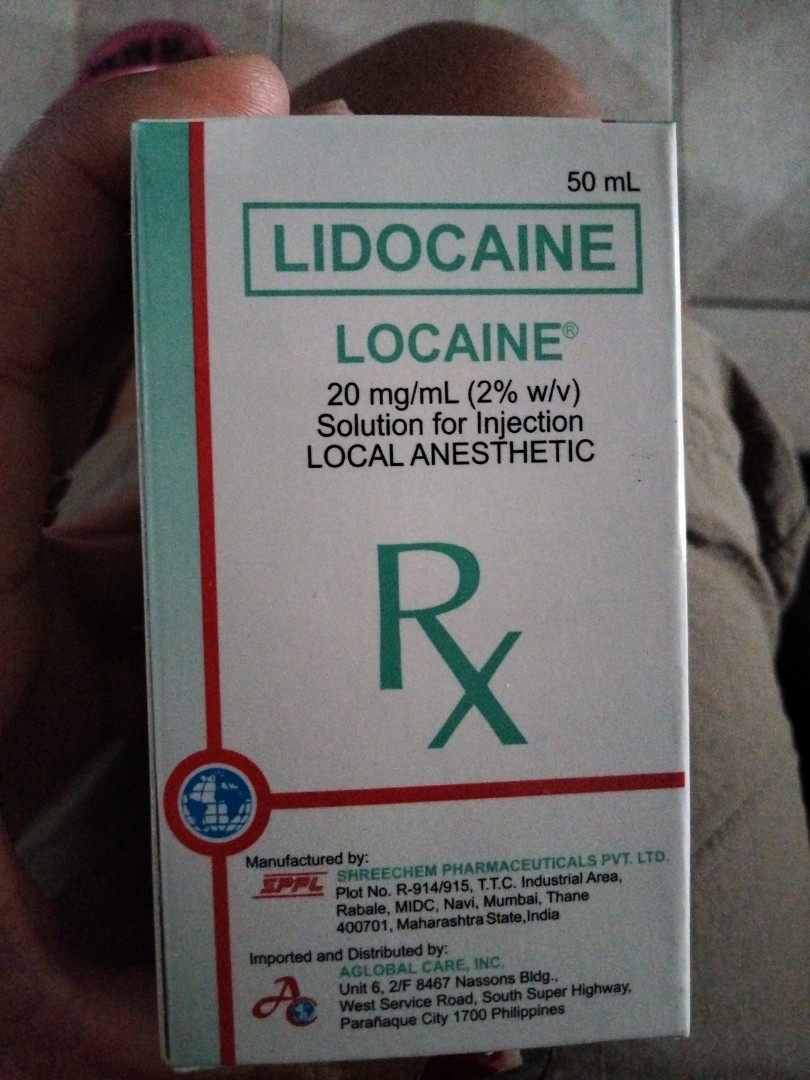 50 mL
LIDOCAINE
LOCAINE®
20 mg/mL (2% w/v)
Solution for Injection
LOCAL ANESTHETIC
Rx
Manufactured by:
SPPL
SHREECHEM PHARMACEUTICALS PVT. LTD.
Plot No. R-914/915, T.T.C. Industrial Area,
Rabale, MIDC, Navi, Mumbai, Thane
400701, Maharashtra State,India
Imported and Distributed by:
AC
AGLOBAL CARE, INC.
Unit 6, 2/F 8467 Nassons Bldg.,
West Service Road, South Super Highway,
Parañaque City 1700 Philippines